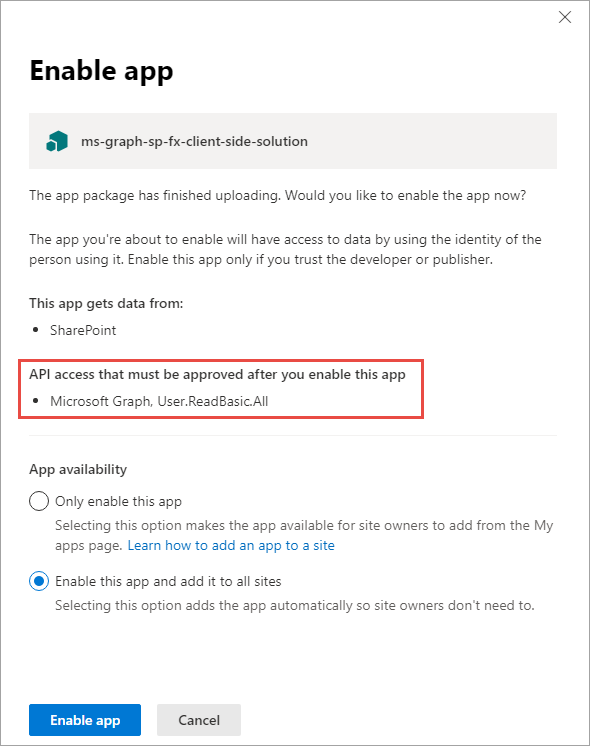 Enable app
ms-graph-sp-fx-client-side-solution
The app package has finished uploading. Would you like to enable the app now?
The app you're about to enable will have access to data by using the identity of the
person using it. Enable this app only if you trust the developer or publisher.
This app gets data from:
• SharePoint
API access that must be approved after you enable this app
• Microsoft Graph, User.ReadBasic.All
App availability
Only enable this app
Selecting this option makes the app available for site owners to add from the My
apps page. Learn how to add an app to a site
Enable this app and add it to all sites
Selecting this option adds the app automatically so site owners don't need to.
Enable app
Cancel